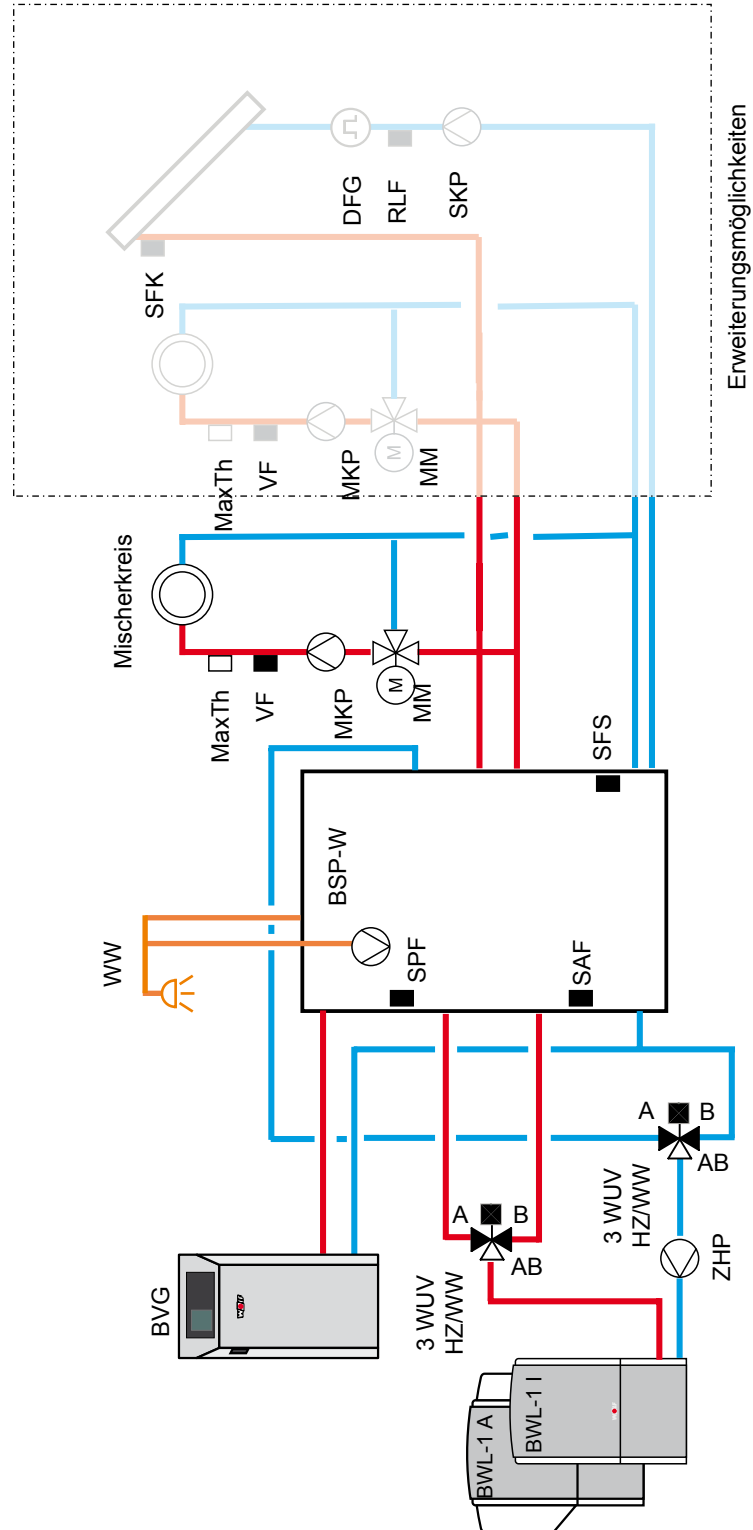 Erweiterungsmöglichkeiten
SFK
DFG
RLF
SKP
MaxTh
VF
MKP
MM
M
Mischerkreis
MaxTh
VF
MKP
MM
M
WW
BSP-W
SPF
SAF
SFS
BVG
WOLF
3 WUV
HZ/WW
A
B
AB
3 WUV
HZ/WW
A
B
AB
ZHP
BWL-1 A
BWL-1 I